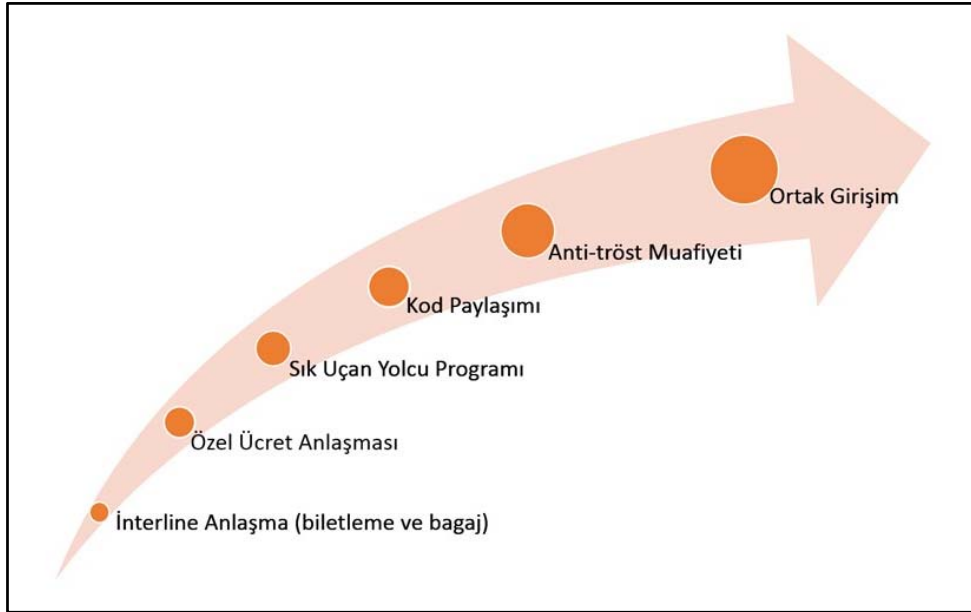 Ortak Girişim
Anti-tröst Muafiyeti
Kod Paylaşımı
Sık Uçan Yolcu Programı
Özel Ücret Anlaşması
İnterline Anlaşma (biletleme ve bagaj)